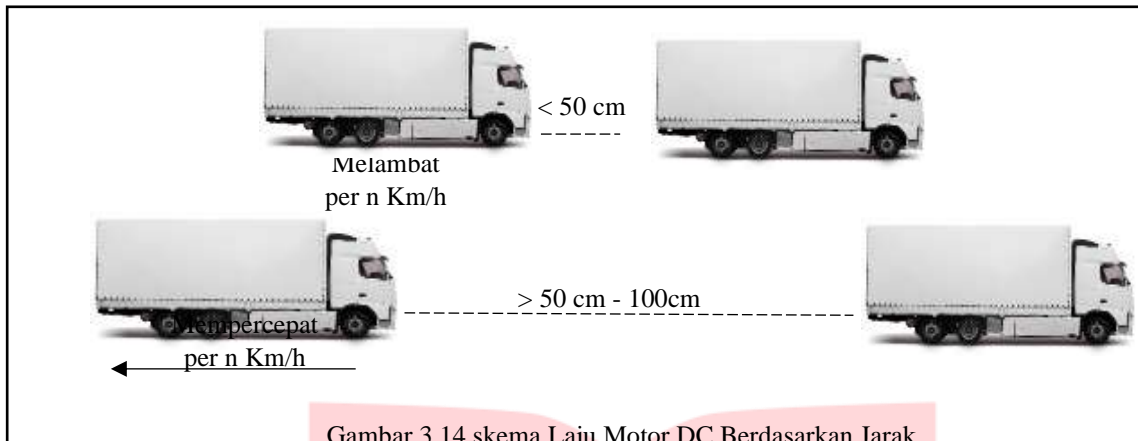 < 50 cm
Melambat
per n Km/h
> 50 cm - 100cm
Mempercepat
per n Km/h
Gambar 3.14 skema Laju Motor DC Berdasarkan Jarak